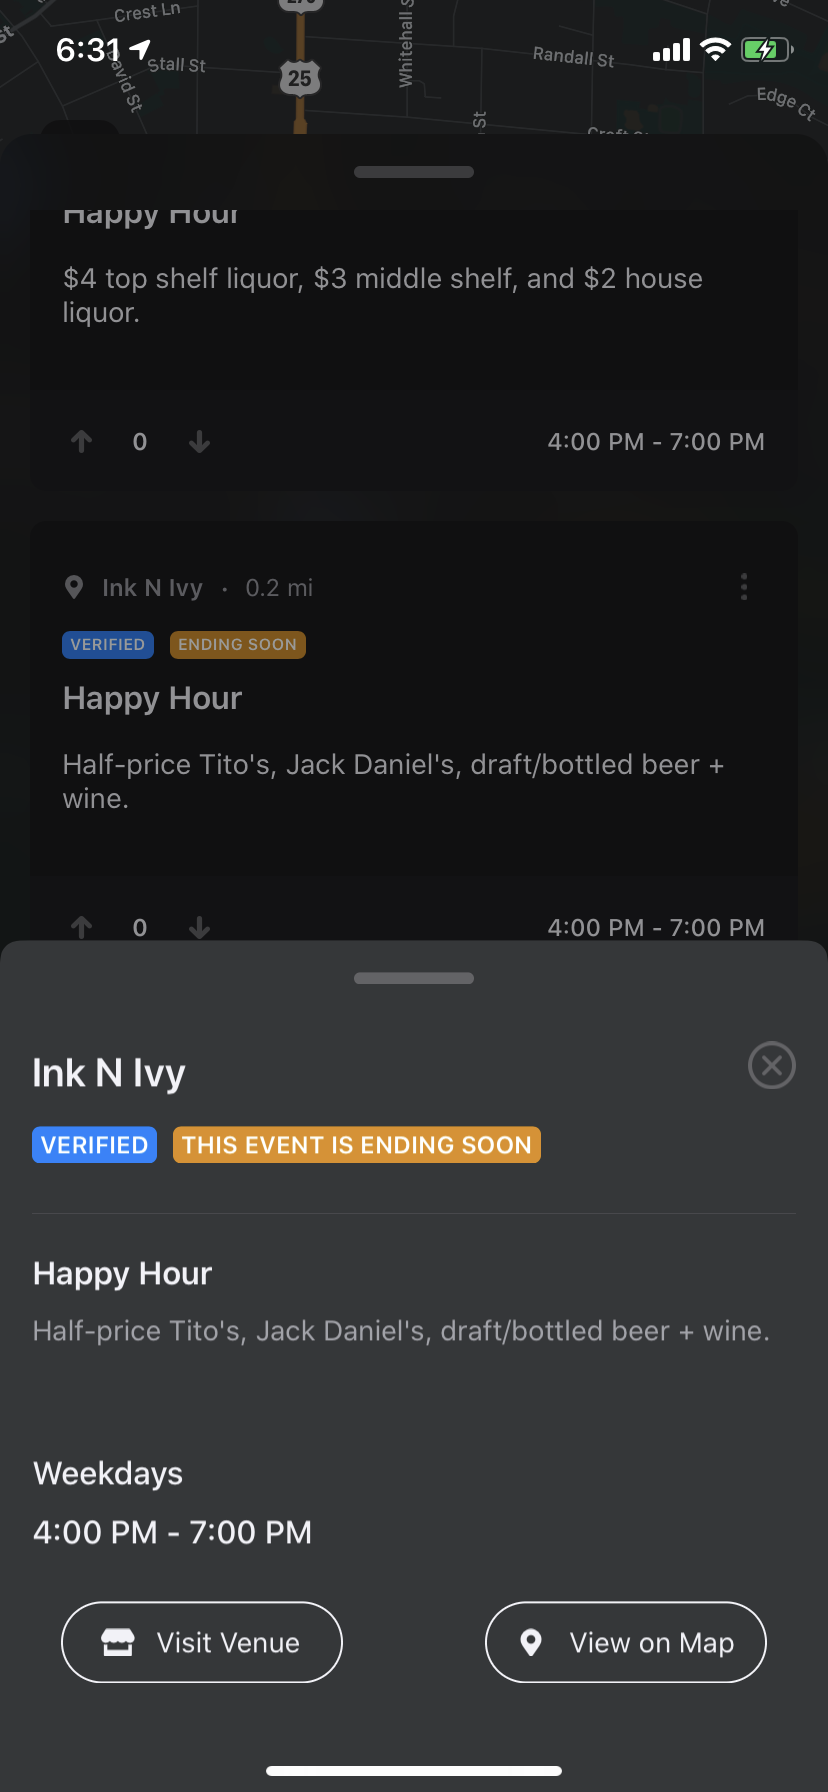 Crest Ln
6:31
David St
Stall St
25
Whitehall S
Randall St
Edge Ct
St
Happy Hour
$4 top shelf liquor, $3 middle shelf, and $2 house
liquor.
0
4:00 PM - 7:00 PM
Ink N Ivy · 0.2 mi
VERIFIED ENDING SOON
Happy Hour
Half-price Tito's, Jack Daniel's, draft/bottled beer +
wine.
0
4:00 PM - 7:00 PM
Ink N Ivy
VERIFIED THIS EVENT IS ENDING SOON
Happy Hour
Half-price Tito's, Jack Daniel's, draft/bottled beer + wine.
Weekdays
4:00 PM - 7:00 PM
Visit Venue
View on Map